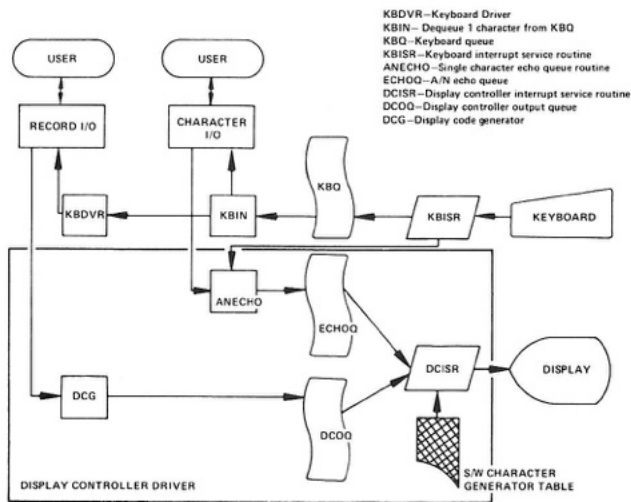 KBDVR—Keyboard Driver
KBIN— Dequeue 1 character from KBQ
KBQ—Keyboard queue
KBISR—Keyboard interrupt service routine
ANECHO—Single character echo queue routine
ECHOQ—A/N echo queue
DCISR—Display controller interrupt service routine
DCOQ—Display controller output queue
DCG—Display code generator
USER
USER
RECORD I/O
CHARACTER
I/O
KBDVR
KBIN
KBQ
KBISR
KEYBOARD
ANECHO
ECHOQ
DCISR
DISPLAY
DCG
DCOQ
S/W CHARACTER
GENERATOR TABLE
DISPLAY CONTROLLER DRIVER